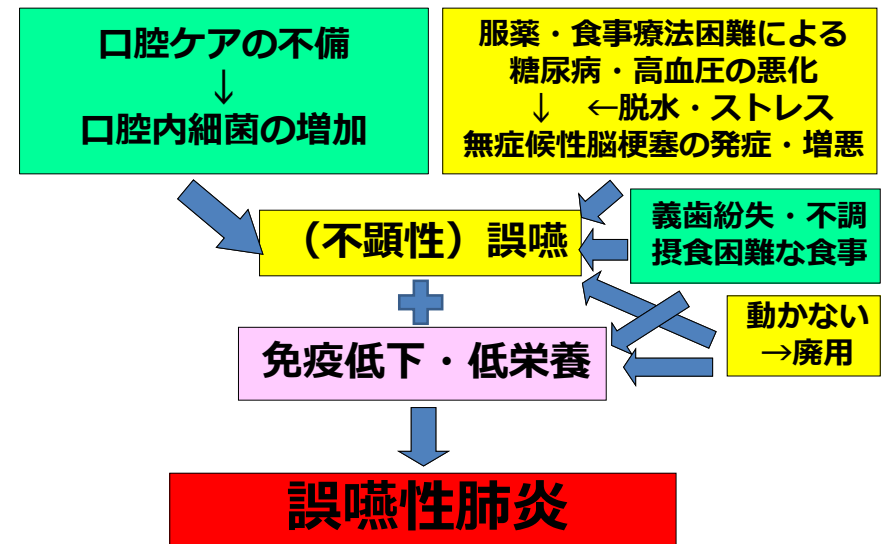 口腔ケアの不備
↓
口腔内細菌の増加
服薬・食事療法困難による
糖尿病・高血圧の悪化
↓ ←脱水・ストレス
無症候性脳梗塞の発症・増悪
（不顕性）誤嚥
義歯紛失・不調
摂食困難な食事
動かない
→廃用
免疫低下・低栄養
誤嚥性肺炎